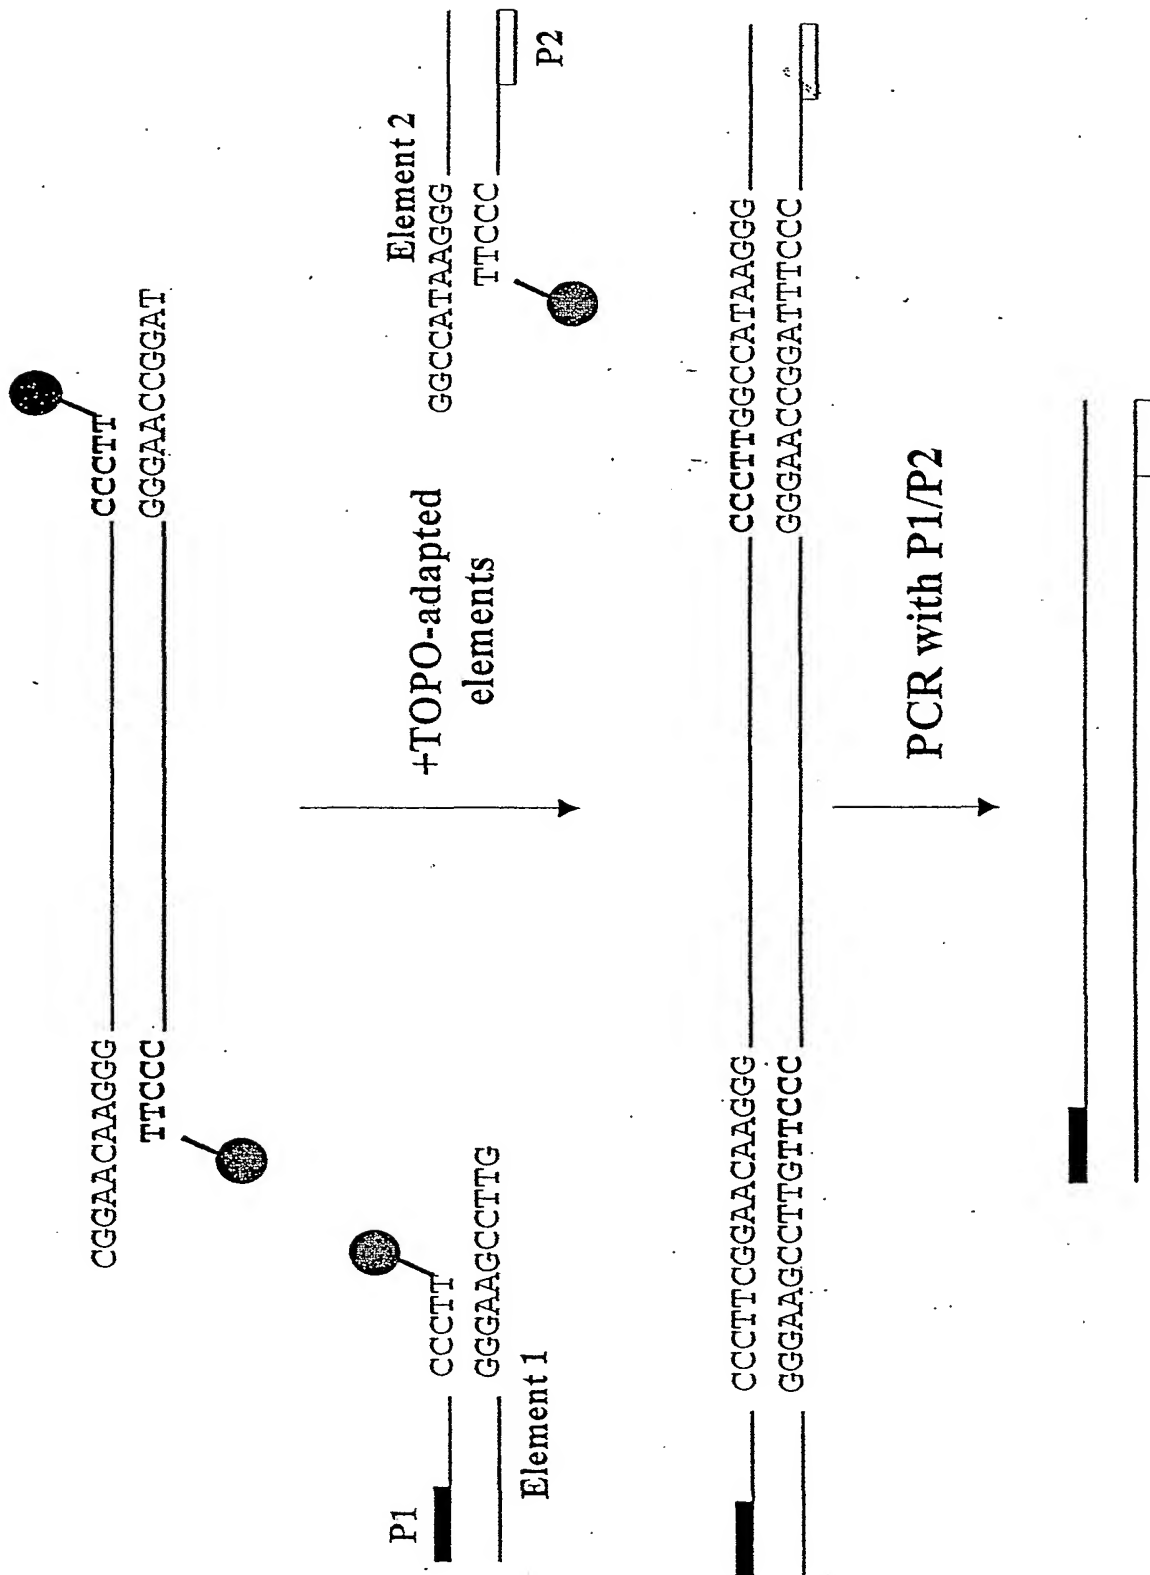 CCCTT
CGGAACAAGGG
GGGAACCGGAT
TTCCC
+TOPO-adapted
elements
P1
CCCTT
GGGAAGCCTTG
Element 1
Element 2
GGCCATAAGGG
TTCCC
P2
CCCTTCGGAACAAGGG
GGGAAGCCTTGTTCCC
CCCTTGGCCATAAGGG
GGGAACCGGATTTCCC
PCR with P1/P2